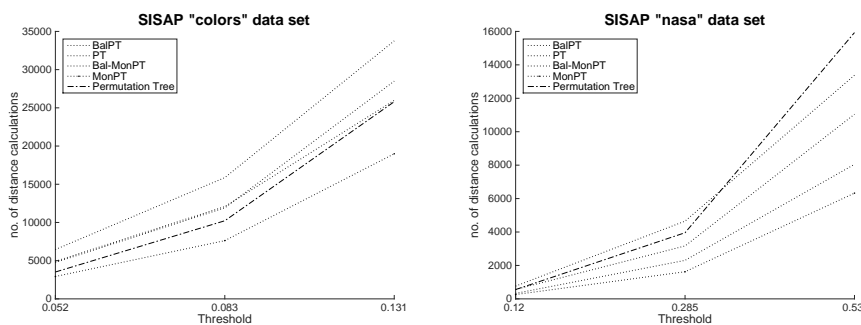 SISAP "colors" data set
35000
30000
25000
20000
15000
10000
5000
0
no. of distance calculations
BalPT
PT
Bal-MonPT
MonPT
Permutation Tree
0.052
0.083
0.131
Threshold
SISAP "nasa" data set
16000
14000
12000
10000
8000
6000
4000
2000
0
no. of distance calculations
BalPT
PT
Bal-MonPT
MonPT
Permutation Tree
0.12
0.285
0.53
Threshold